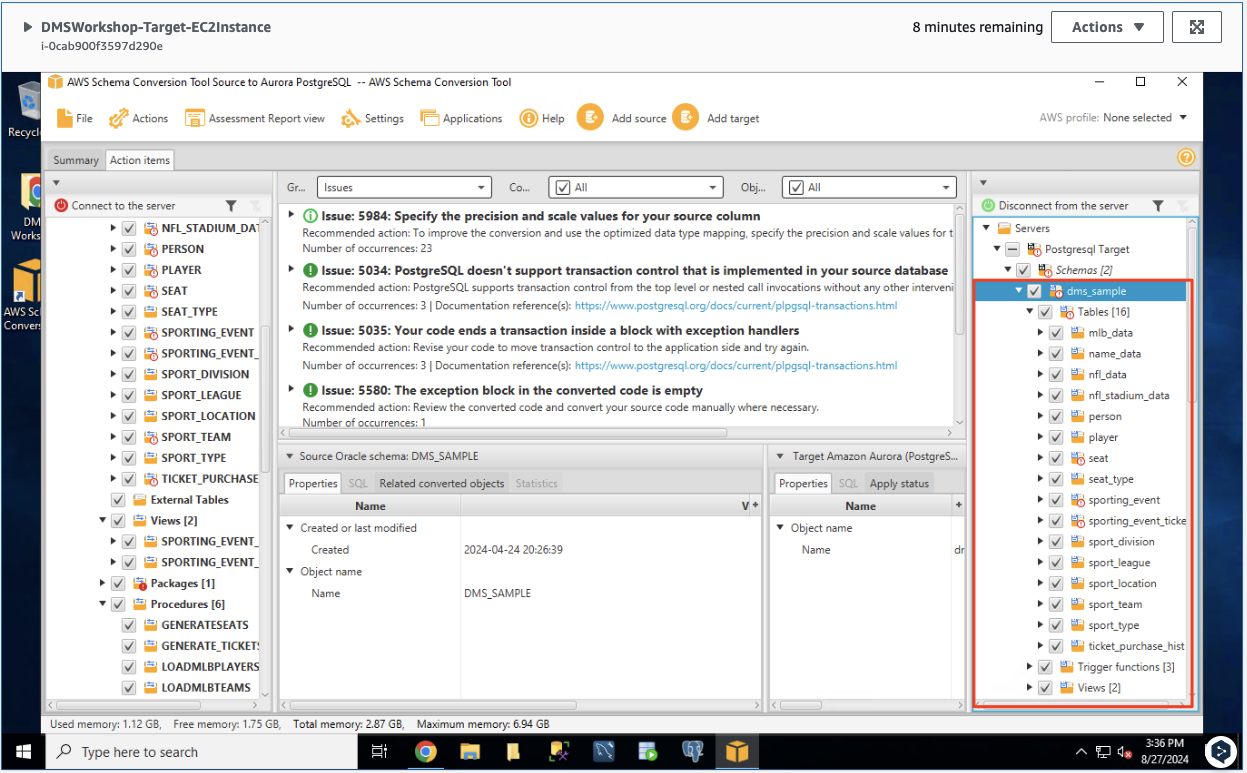 DMSWorkshop-Target-EC2Instance
i-0cab900f3597d290e
8 minutes remaining
Actions
AWS Schema Conversion Tool Source to Aurora PostgreSQL -- AWS Schema Conversion Tool
File
Actions
Assessment Report view
Settings
Applications
Help
Add source
Add target
AWS profile: None selected
Summary
Action items
Connect to the server
NFL_STADIUM_DAT
PERSON
PLAYER
SEAT
SEAT_TYPE
SPORTING_EVENT
SPORTING_EVENT_
SPORT_DIVISION
SPORT_LEAGUE
SPORT_LOCATION
SPORT_TEAM
SPORT_TYPE
TICKET_PURCHASE
External Tables
Views [2]
SPORTING_EVENT_
SPORTING_EVENT_
Packages [1]
Procedures [6]
GENERATESEATS
GENERATE_TICKETS
LOADMLBPLAYERS
LOADMLBTEAMS
Gr... Issues
Co... All
Obj... All
Issue: 5984: Specify the precision and scale values for your source column
Recommended action: To improve the conversion and use the optimized data type mapping, specify the precision and scale values for t
Number of occurrences: 23
Issue: 5034: PostgreSQL doesn't support transaction control that is implemented in your source database
Recommended action: PostgreSQL supports transaction control from the top level or nested call invocations without any other interveni
Number of occurrences: 3 | Documentation reference(s): https://www.postgresql.org/docs/current/plpgsql-transactions.html
Issue: 5035: Your code ends a transaction inside a block with exception handlers
Recommended action: Revise your code to move transaction control to the application side and try again.
Number of occurrences: 3 | Documentation reference(s): https://www.postgresql.org/docs/current/plpgsql-transactions.html
Issue: 5580: The exception block in the converted code is empty
Recommended action: Review the converted code and convert your source code manually where necessary.
Number of occurrences: 1
Source Oracle schema: DMS_SAMPLE
Properties
SQL
Related converted objects
Statistics
Name
V
+
Created or last modified
Created 2024-04-24 20:26:39
Object name
Name DMS_SAMPLE
Target Amazon Aurora (PostgreS...
Properties
SQL
Apply status
Name
+
Object name
Name dr
?
Disconnect from the server
Servers
Postgresql Target
Schemas [2]
dms_sample
Tables [16]
mlb_data
name_data
nfl_data
nfl_stadium_data
person
player
seat
seat_type
sporting_event
sporting_event_ticke
sport_division
sport_league
sport_location
sport_team
sport_type
ticket_purchase_hist
Trigger functions [3]
Views [2]
Used memory: 1.12 GB, Free memory: 1.75 GB, Total memory: 2.87 GB, Maximum memory: 6.94 GB
Recycl
DM
Works
AWS Sc
Conver
Type here to search
3:36 PM
8/27/2024